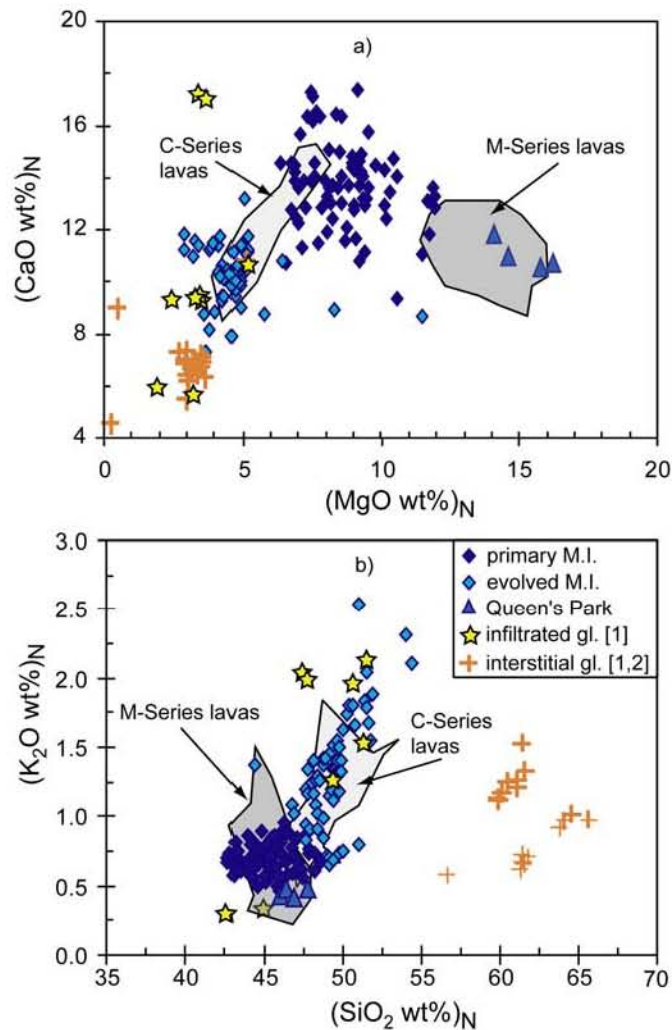 a)
20
16
12
8
4
(CaO wt%)N
C-Series
lavas
M-Series lavas
0
5
10
15
20
(MgO wt%)N
b)
3.0
2.5
2.0
1.5
1.0
0.5
0.0
(K2O wt%)N
primary M.I.
evolved M.I.
Queen's Park
infiltrated gl. [1]
interstitial gl. [1,2]
M-Series lavas
C-Series
lavas
35
40
45
50
55
60
65
70
(SiO2 wt%)N